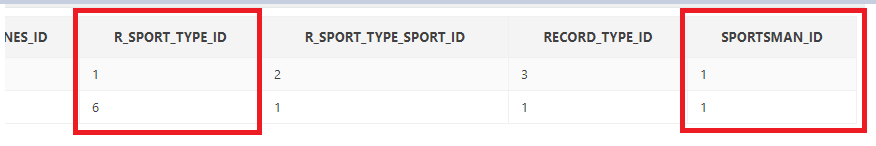 NES_ID R_SPORT_TYPE_ID R_SPORT_TYPE_SPORT_ID RECORD_TYPE_ID SPORTSMAN_ID
1 2 3 1
6 1 1 1